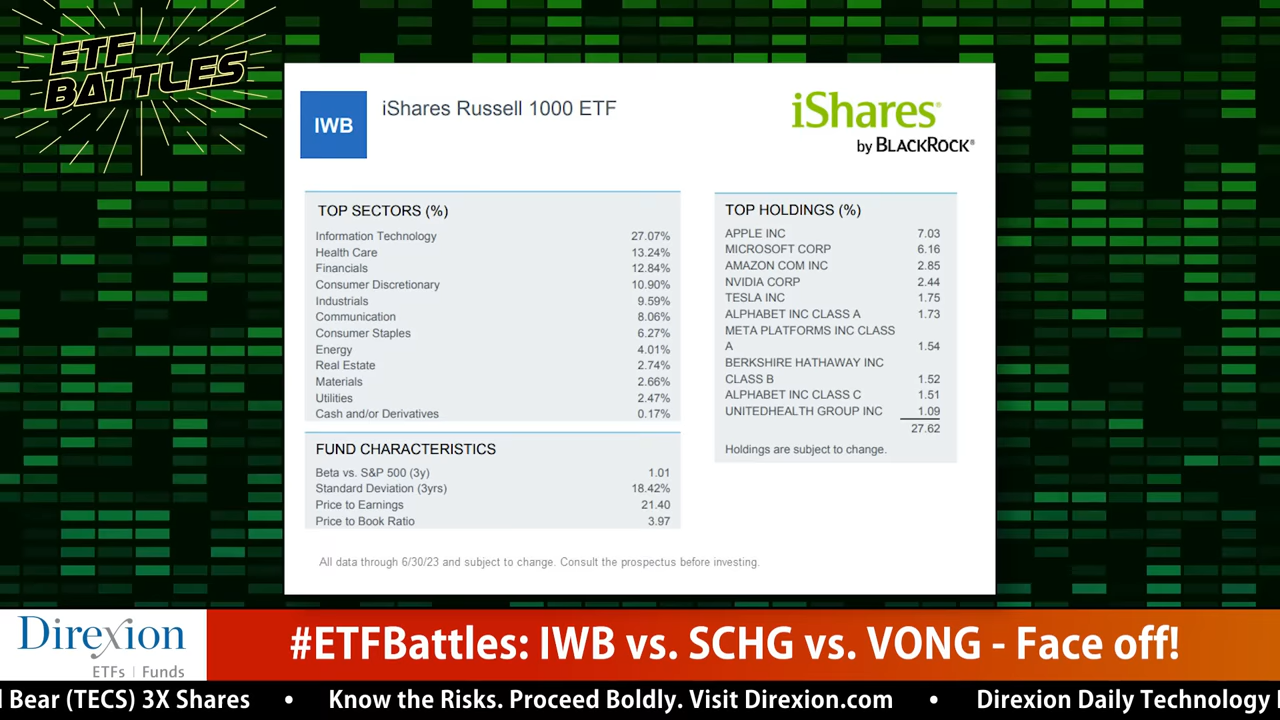 ETF
BATTLES
IWB
iShares Russell 1000 ETF
iShares®
by BLACKROCK®
TOP SECTORS (%)
Information Technology 27.07%
Health Care 13.24%
Financials 12.84%
Consumer Discretionary 10.90%
Industrials 9.59%
Communication 8.06%
Consumer Staples 6.27%
Energy 4.01%
Real Estate 2.74%
Materials 2.66%
Utilities 2.47%
Cash and/or Derivatives 0.17%
FUND CHARACTERISTICS
Beta vs. S&P 500 (3y) 1.01
Standard Deviation (3yrs) 18.42%
Price to Earnings 21.40
Price to Book Ratio 3.97
TOP HOLDINGS (%)
APPLE INC 7.03
MICROSOFT CORP 6.16
AMAZON COM INC 2.85
NVIDIA CORP 2.44
TESLA INC 1.75
ALPHABET INC CLASS A 1.73
META PLATFORMS INC CLASS
A 1.54
BERKSHIRE HATHAWAY INC
CLASS B 1.52
ALPHABET INC CLASS C 1.51
UNITEDHEALTH GROUP INC 1.09
27.62
Holdings are subject to change.
All data through 6/30/23 and subject to change. Consult the prospectus before investing.
Direxion
ETFs | Funds
#ETFBattles: IWB vs. SCHG vs. VONG - Face off!
Bear (TECS) 3X Shares • Know the Risks. Proceed Boldly. Visit Direxion.com • Direxion Daily Technology